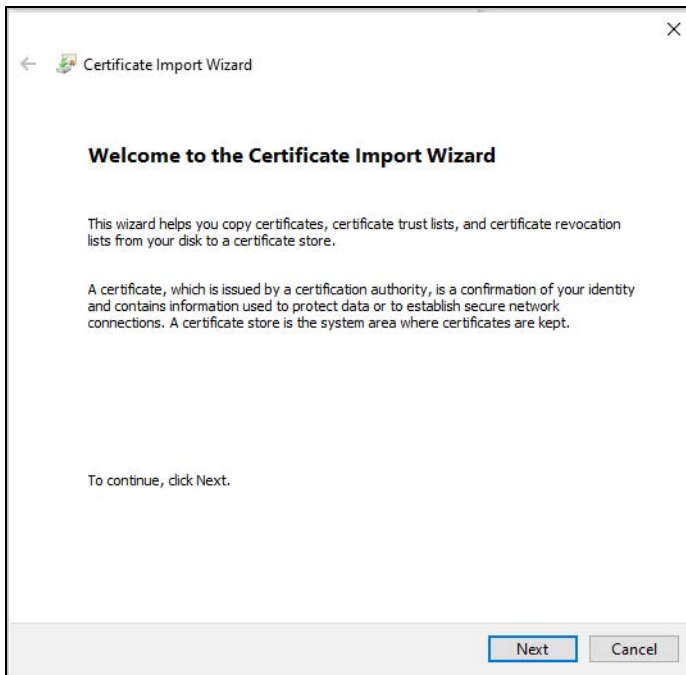 Certificate Import Wizard
Welcome to the Certificate Import Wizard
This wizard helps you copy certificates, certificate trust lists, and certificate revocation
lists from your disk to a certificate store.
A certificate, which is issued by a certification authority, is a confirmation of your identity
and contains information used to protect data or to establish secure network
connections. A certificate store is the system area where certificates are kept.
To continue, click Next.
Next Cancel